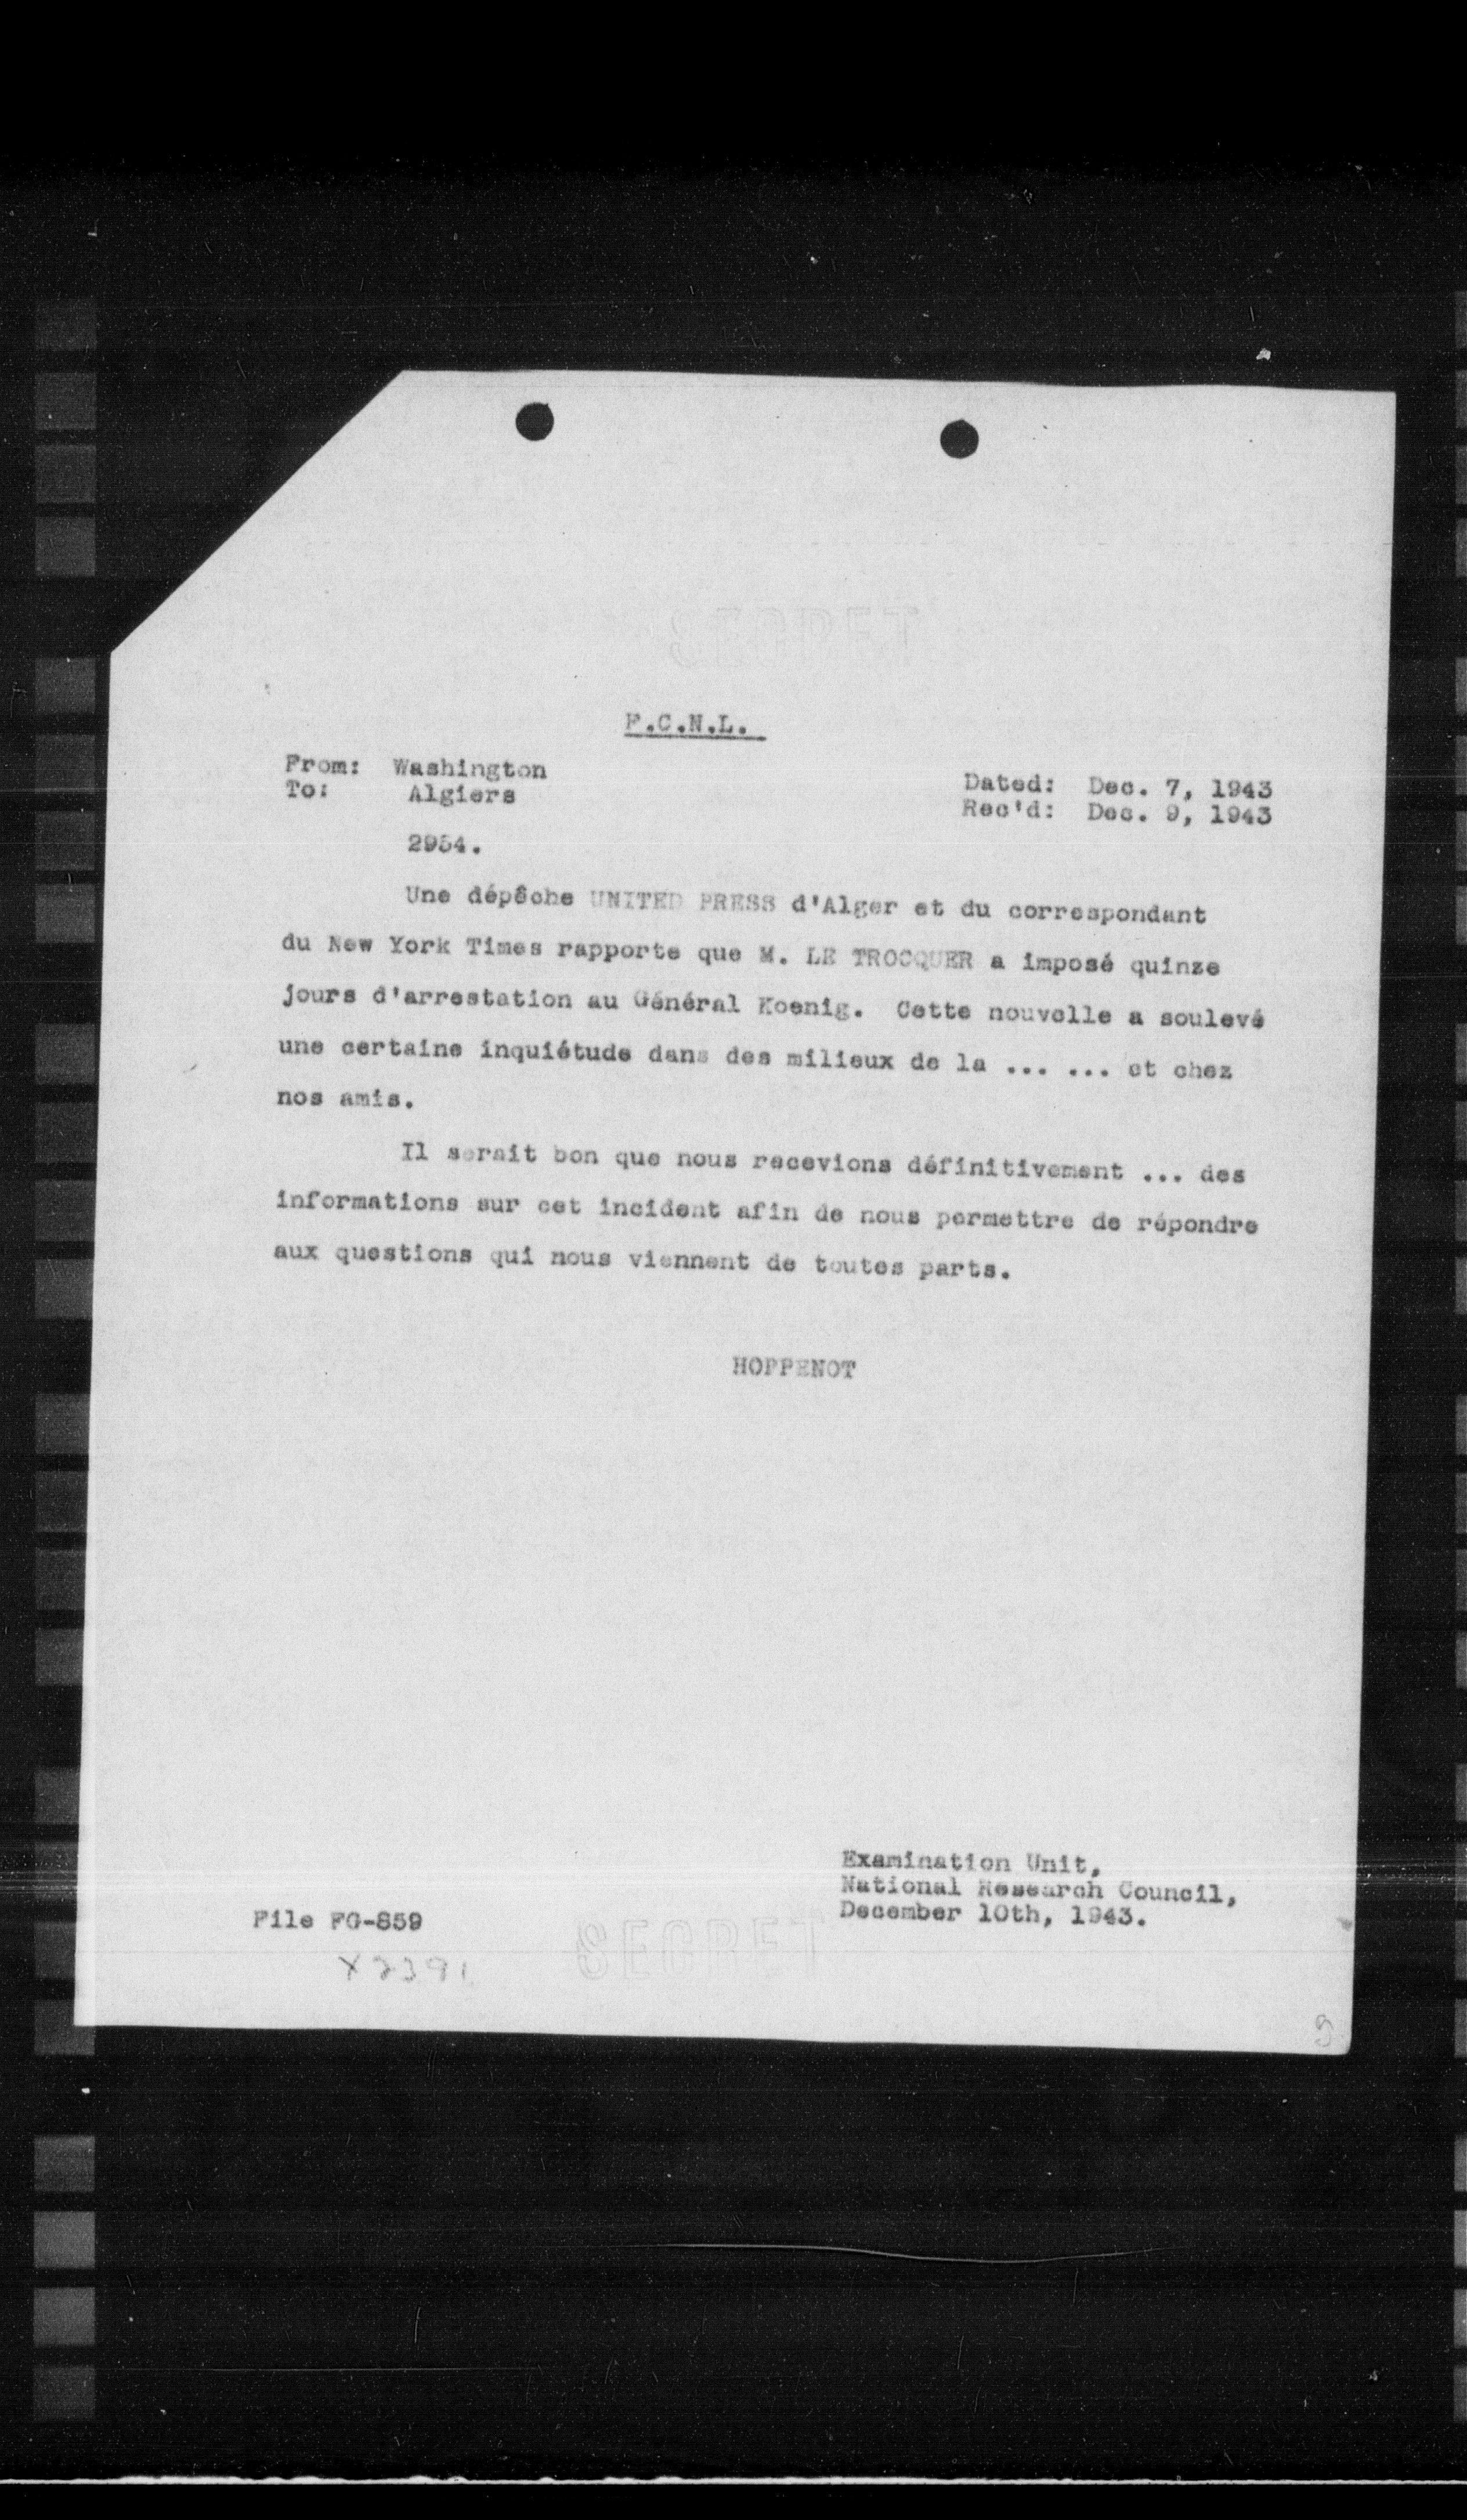 SECRET
F.C.N.L.
From: Washington
To: Algiers
Dated: Dec. 7, 1943
Rec'd: Dec. 9, 1943
2954.
Une dépêche UNITED PRESS d'Alger et du correspondant
du New York Times rapporte que M. LE TROCQUER a imposé quinze
jours d'arrestation au Général Koenig. Cette nouvelle a soulevé
une certaine inquiétude dans des milieux de la ... ... et chez
nos amis.
Il serait bon que nous recevions définitivement ... des
informations sur cet incident afin de nous permettre de répondre
aux questions qui nous viennent de toutes parts.
HOPPENOT
Examination Unit,
National Research Council,
December 10th, 1943.
File FG-859
X2391
SECRET